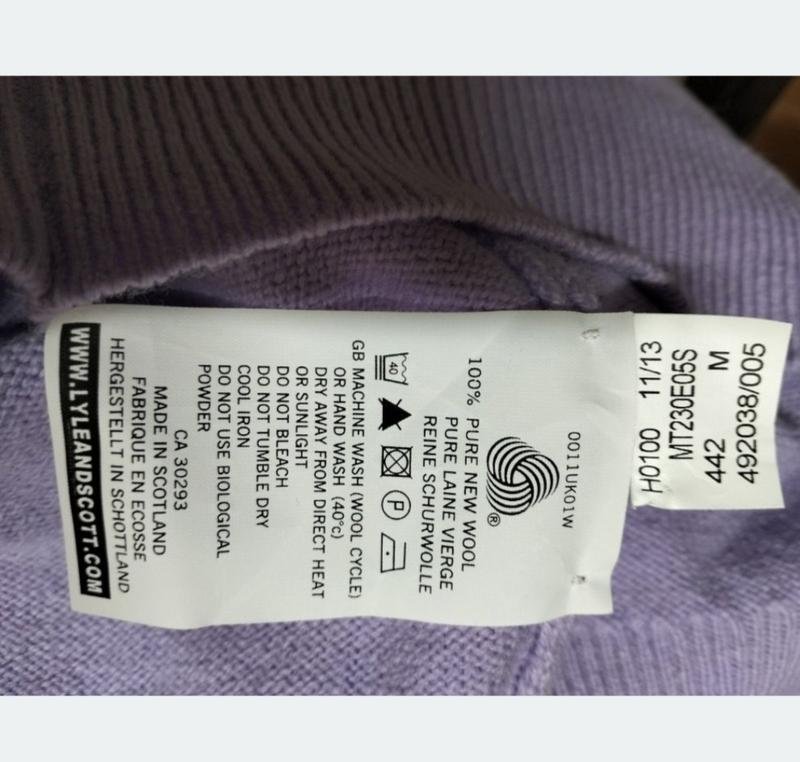 0011UK01W
®
100% PURE NEW WOOL
PURE LAINE VIERGE
REINE SCHURWOLLE
40
P
GB MACHINE WASH (WOOL CYCLE)
OR HAND WASH (40°c)
DRY AWAY FROM DIRECT HEAT
OR SUNLIGHT
DO NOT BLEACH
DO NOT TUMBLE DRY
COOL IRON
DO NOT USE BIOLOGICAL
POWDER
CA 30293
MADE IN SCOTLAND
FABRIQUE EN ECOSSE
HERGESTELLT IN SCHOTTLAND
WWW.LYLEANDSCOTT.COM
H0100 11/13
MT233E05S
442 M
492038/005